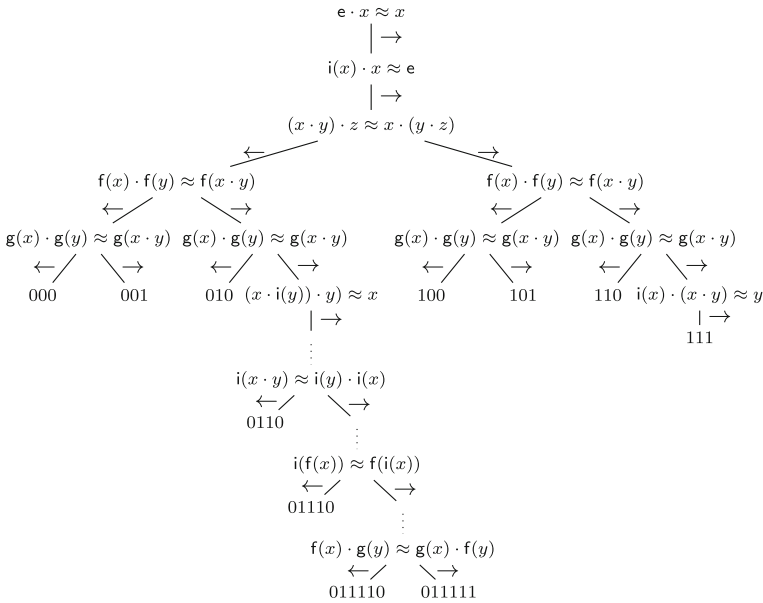 e · x ≈ x
→
i(x) · x ≈ e
→
(x · y) · z ≈ x · (y · z)
← →
f(x) · f(y) ≈ f(x · y) f(x) · f(y) ≈ f(x · y)
← → ← →
g(x) · g(y) ≈ g(x · y) g(x) · g(y) ≈ g(x · y) g(x) · g(y) ≈ g(x · y) g(x) · g(y) ≈ g(x · y)
← → ← → ← → ← →
000 001 010 (x · i(y)) · y) ≈ x 100 101 110 i(x) · (x · y) ≈ y
→ →
111
i(x · y) ≈ i(y) · i(x)
← →
0110
i(f(x)) ≈ f(i(x))
← →
01110
f(x) · g(y) ≈ g(x) · f(y)
← →
011110 011111